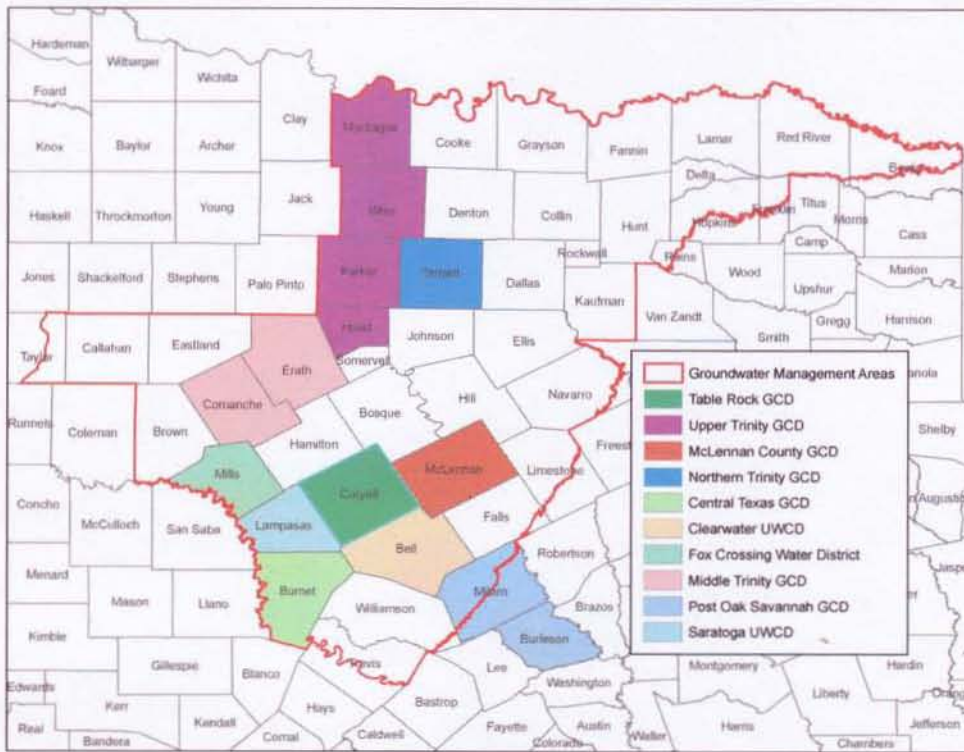 Hardeman
Wilbarger
Wichita
Foard
Clay
Montague
Cooke
Grayson
Fannin
Lamar
Red River
Bowie
Knox
Baylor
Archer
Delta
Haskell
Throckmorton
Young
Jack
Wise
Denton
Collin
Hunt
Hopkins
Franklin
Titus
Morris
Cass
Camp
Rockwell
Rains
Wood
Upshur
Marion
Jones
Shackelford
Stephens
Palo Pinto
Parker
Tarrant
Dallas
Kaufman
Van Zandt
Gregg
Harrison
Smith
Hood
Johnson
Ellis
Taylor
Callahan
Eastland
Erath
Somervell
Comanche
Bosque
Hill
Navarro
Runnels
Coleman
Brown
Hamilton
Freest
Shelby
Mills
McLennan
Limestone
Coryell
Concho
McCulloch
San Saba
Lampasas
Falls
Bell
Robertson
Menard
Mason
Llano
Burnet
Milam
Williamson
Brazos
Kimble
Burleson
Gillespie
Blanco
Lee
Washington
Montgomery
Hardin
Edwards
Kerr
Hays
Bastrop
Liberty
Real
Kendall
Comal
Caldwell
Fayette
Austin
Waller
Harris
Jefferson
Bandera
Colorado
Chambers
Groundwater Management Areas
Table Rock GCD
Upper Trinity GCD
McLennan County GCD
Northern Trinity GCD
Central Texas GCD
Clearwater UWCD
Fox Crossing Water District
Middle Trinity GCD
Post Oak Savannah GCD
Saratoga UWCD